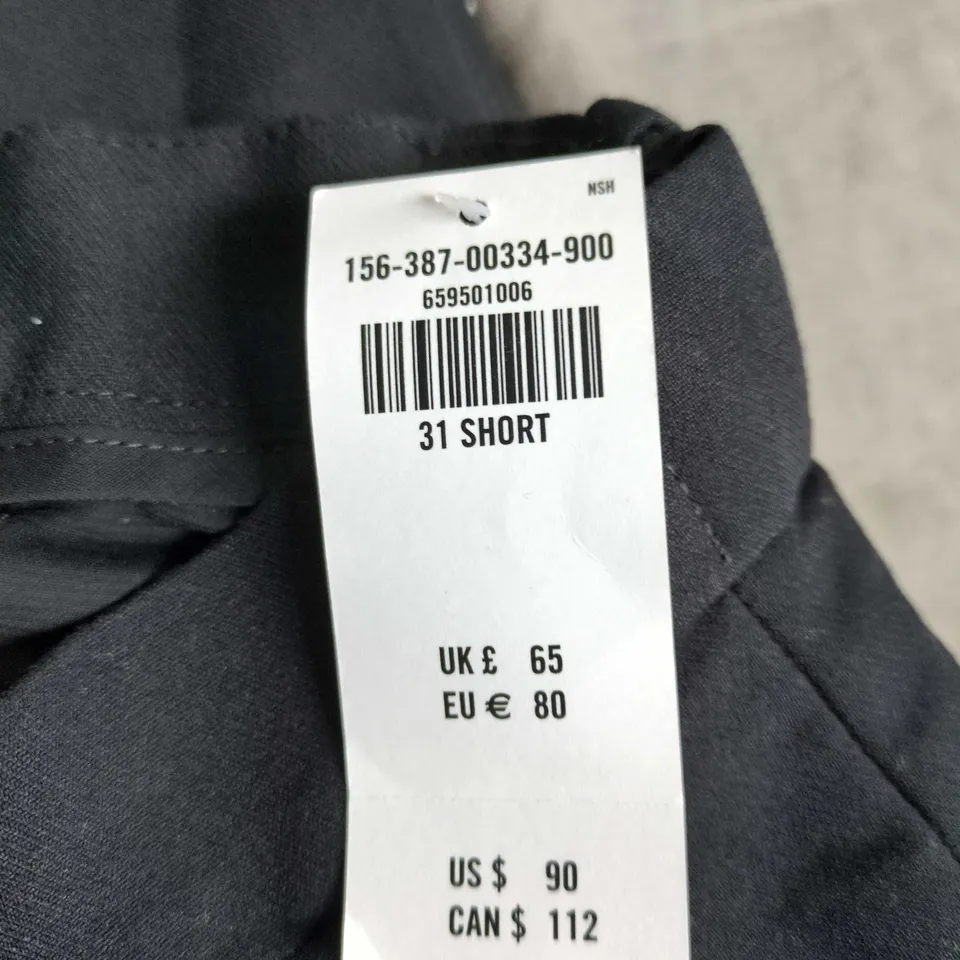 NSH
156-387-00334-900
659501006
31 SHORT
UK £ 65
EU € 80
US $ 90
CAN $ 112